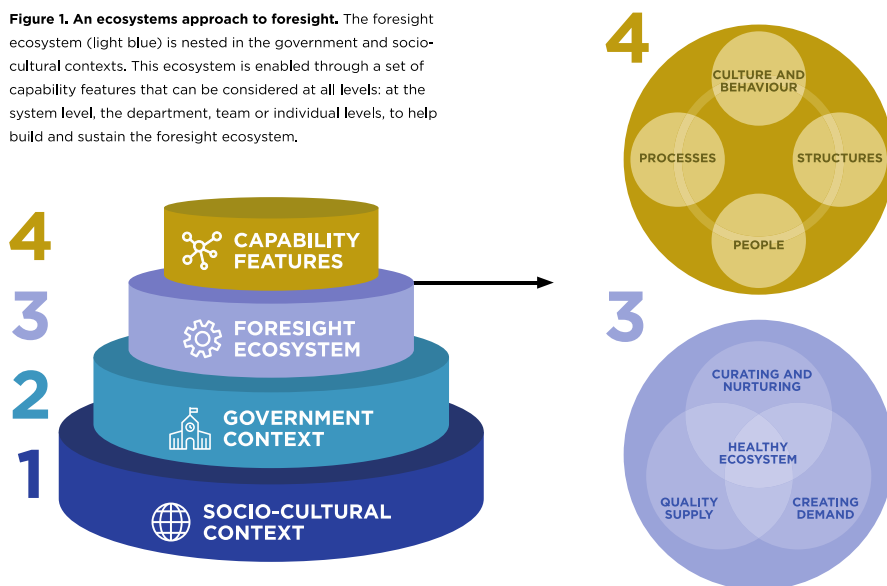 Figure 1. An ecosystems approach to foresight. The foresight
ecosystem (light blue) is nested in the government and socio-
cultural contexts. This ecosystem is enabled through a set of
capability features that can be considered at all levels: at the
system level, the department, team or individual levels, to help
build and sustain the foresight ecosystem.
4
CAPABILITY
FEATURES
3
FORESIGHT
ECOSYSTEM
2
GOVERNMENT
CONTEXT
1
SOCIO-CULTURAL
CONTEXT
4
CULTURE AND
BEHAVIOUR
PROCESSES
STRUCTURES
PEOPLE
3
CURATING AND
NURTURING
HEALTHY
ECOSYSTEM
QUALITY
SUPPLY
CREATING
DEMAND